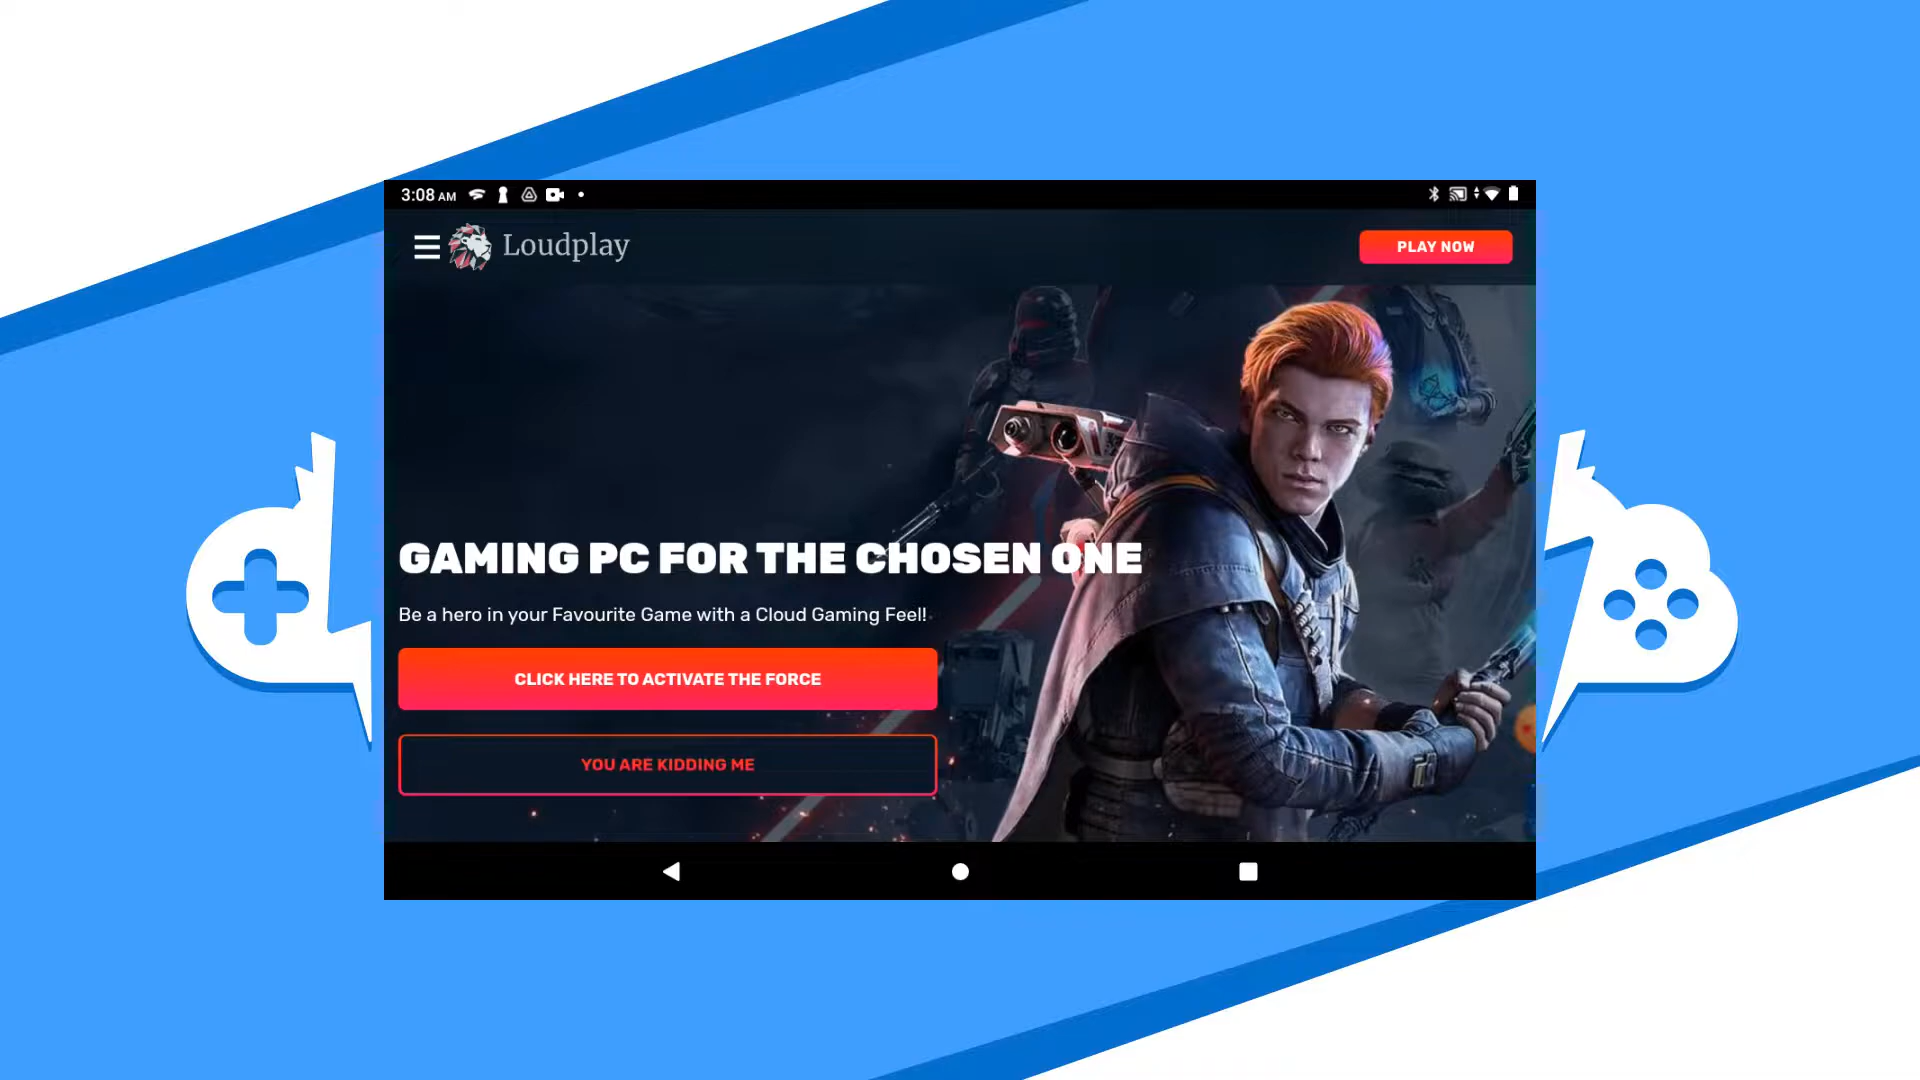 3:08 AM
Loudplay
PLAY NOW
GAMING PC FOR THE CHOSEN ONE
Be a hero in your Favourite Game with a Cloud Gaming Feel!
CLICK HERE TO ACTIVATE THE FORCE
YOU ARE KIDDING ME